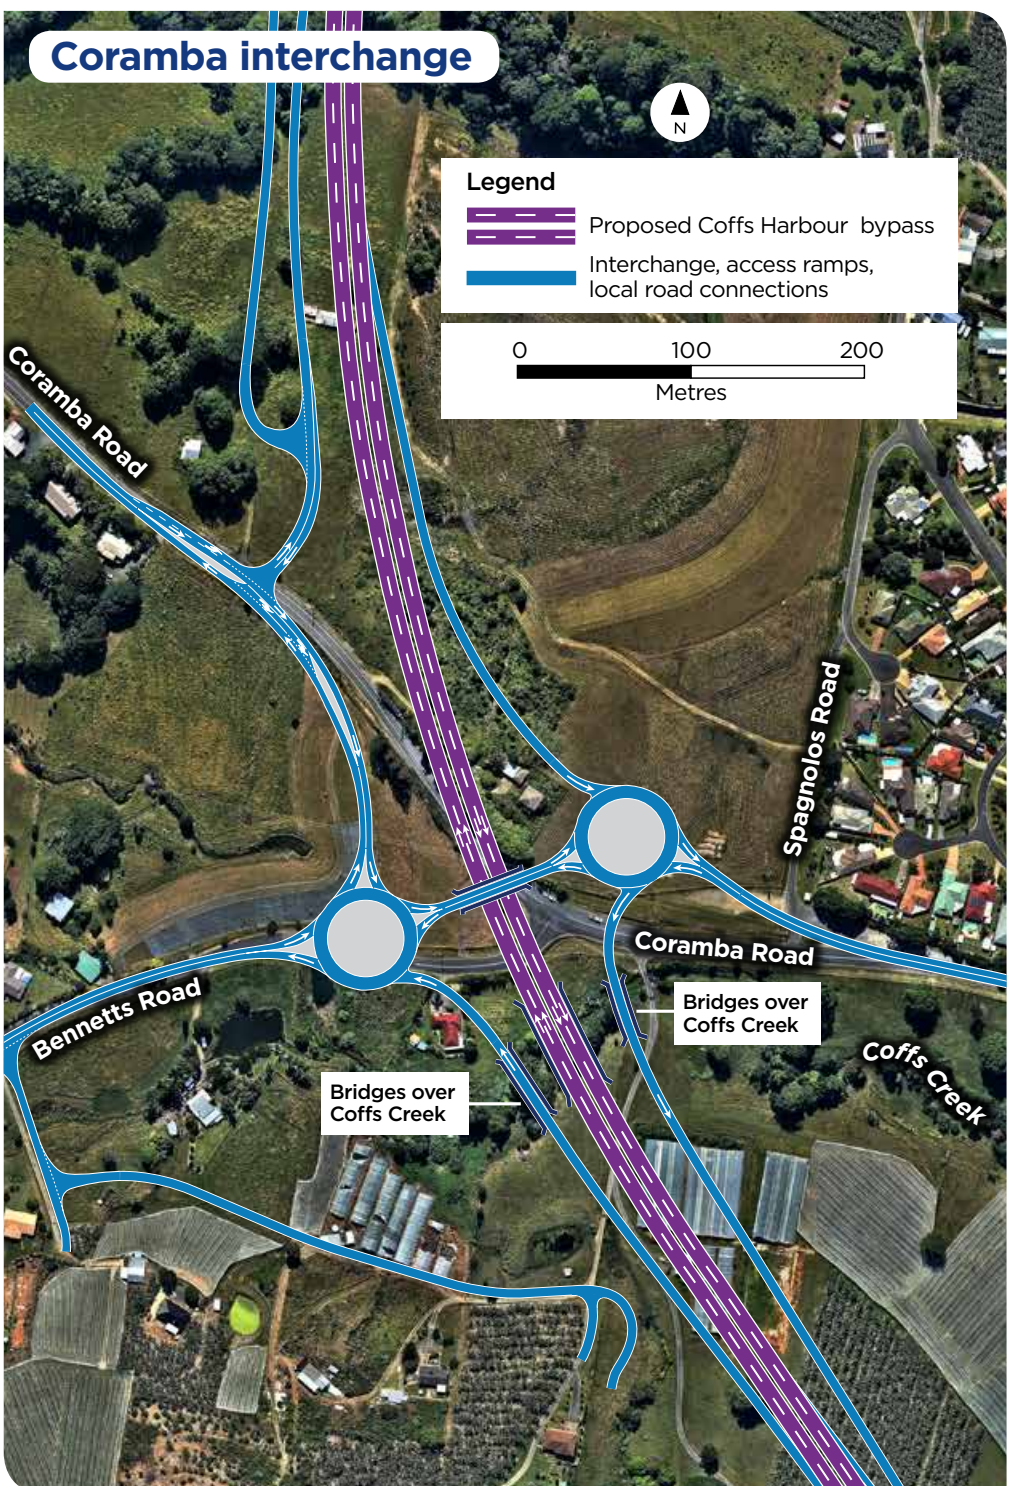 Coramba interchange
N
Legend
Proposed Coffs Harbour bypass
Interchange, access ramps,
local road connections
0 100 200
Metres
Coramba Road
Spagnolos Road
Coramba Road
Bennetts Road
Bridges over
Coffs Creek
Coffs Creek
Bridges over
Coffs Creek